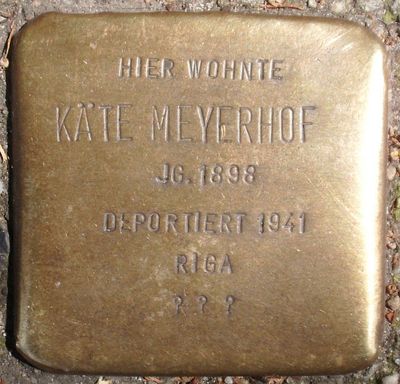 HIER WOHNTE
KÄTE MEYERHOF
JG. 1898
DEPORTIERT 1941
RIGA
? ? ?